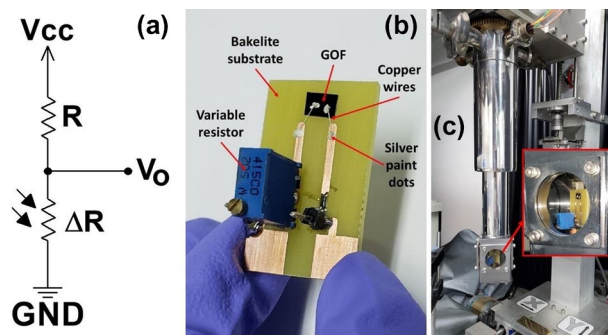 (a)
Vcc
R
Vo
ΔR
GND
(b)
Bakelite
substrate
GOF
Copper
wires
Variable
resistor
Silver
paint
dots
(c)